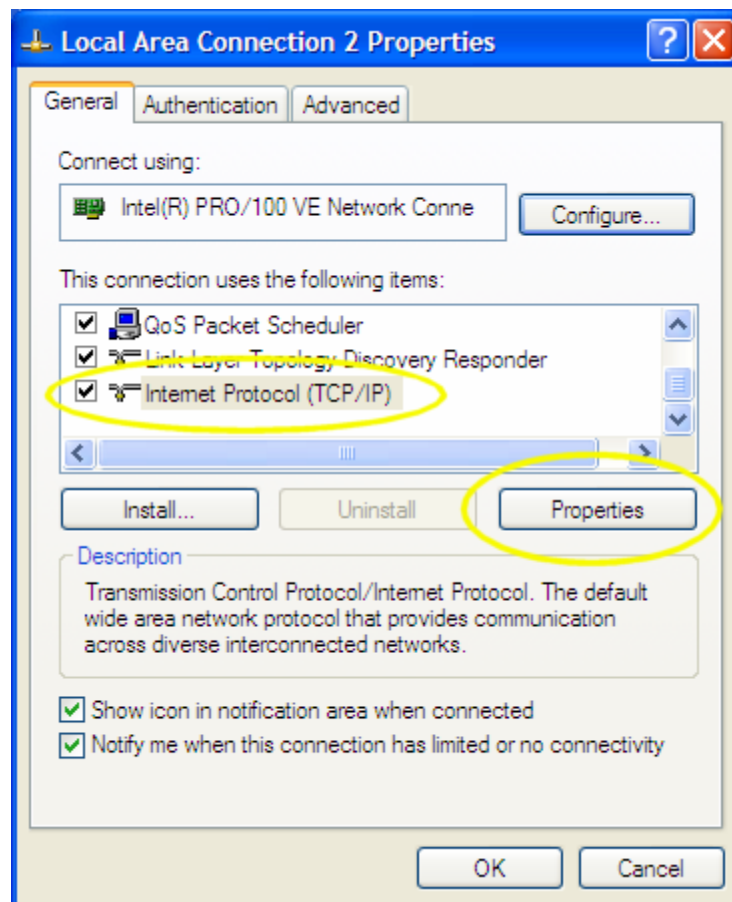 Local Area Connection 2 Properties
General Authentication Advanced
Connect using:
Intel(R) PRO/100 VE Network Conne
Configure...
This connection uses the following items:
QoS Packet Scheduler
Link-Layer Topology Discovery Responder
Internet Protocol (TCP/IP)
Install... Uninstall Properties
Description
Transmission Control Protocol/Internet Protocol. The default
wide area network protocol that provides communication
across diverse interconnected networks.
Show icon in notification area when connected
Notify me when this connection has limited or no connectivity
OK Cancel